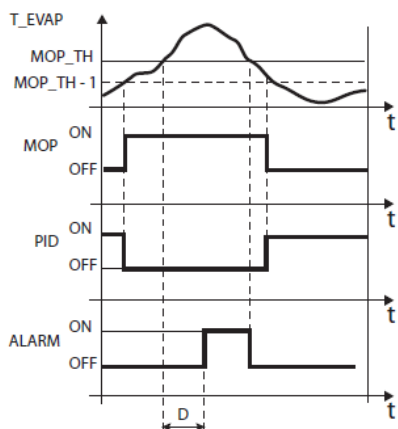 T_EVAP
MOP_TH
MOP_TH - 1
t
ON
MOP
OFF
t
ON
PID
OFF
t
ON
ALARM
OFF
t
D